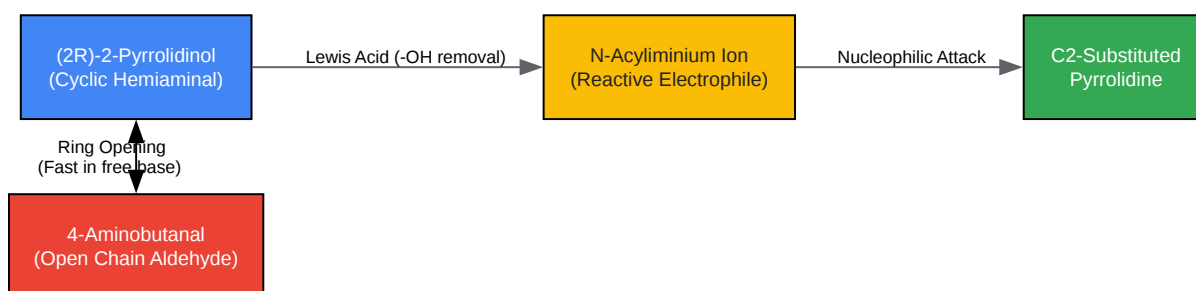 (2R)-2-Pyrrolidinol
(Cyclic Hemiaminal)
Lewis Acid (-OH removal)
N-Acyliminium Ion
(Reactive Electrophile)
Nucleophilic Attack
C2-Substituted
Pyrrolidine
Ring Opening
(Fast in free base)
4-Aminobutanal
(Open Chain Aldehyde)